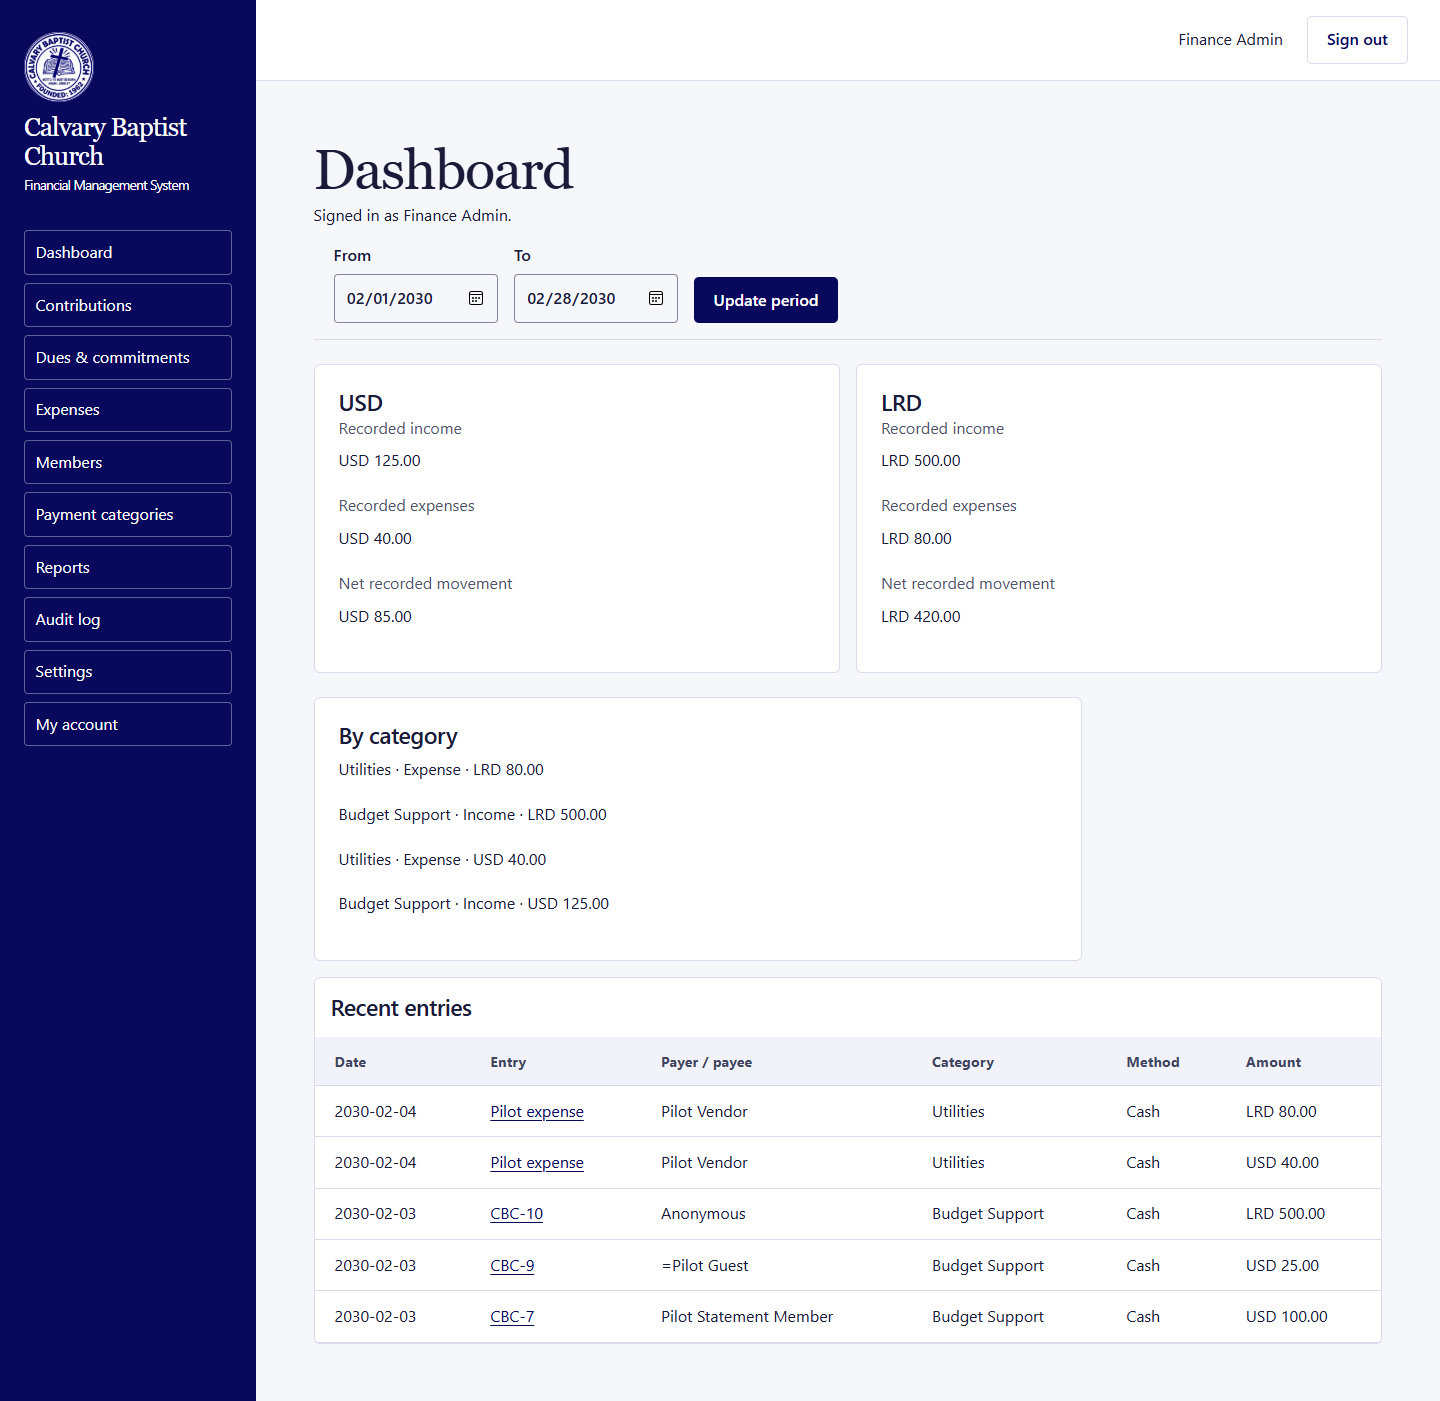 CALVARY BAPTIST CHURCH
FOUNDED: 1962
Calvary Baptist
Church
Financial Management System
Dashboard
Contributions
Dues & commitments
Expenses
Members
Payment categories
Reports
Audit log
Settings
My account
Finance Admin
Sign out
Dashboard
Signed in as Finance Admin.
From To
02/01/2030 02/28/2030 Update period
USD
Recorded income
USD 125.00
Recorded expenses
USD 40.00
Net recorded movement
USD 85.00
LRD
Recorded income
LRD 500.00
Recorded expenses
LRD 80.00
Net recorded movement
LRD 420.00
By category
Utilities · Expense · LRD 80.00
Budget Support · Income · LRD 500.00
Utilities · Expense · USD 40.00
Budget Support · Income · USD 125.00
Recent entries
Date Entry Payer / payee Category Method Amount
2030-02-04 Pilot expense Pilot Vendor Utilities Cash LRD 80.00
2030-02-04 Pilot expense Pilot Vendor Utilities Cash USD 40.00
2030-02-03 CBC-10 Anonymous Budget Support Cash LRD 500.00
2030-02-03 CBC-9 =Pilot Guest Budget Support Cash USD 25.00
2030-02-03 CBC-7 Pilot Statement Member Budget Support Cash USD 100.00